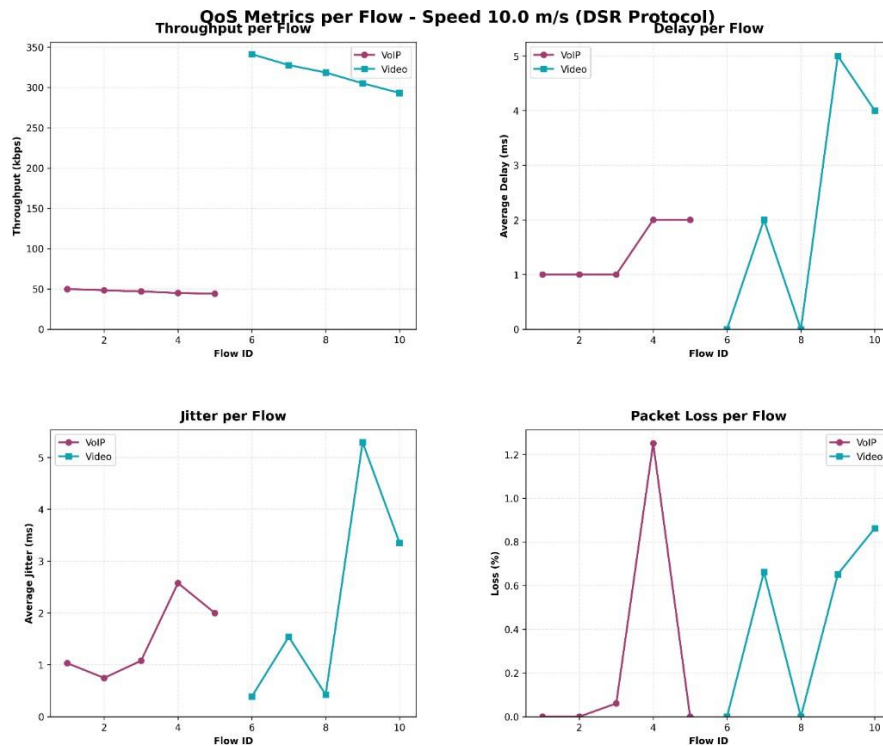 QoS Metrics per Flow - Speed 10.0 m/s (DSR Protocol)
Throughput per Flow
350
300
250
200
150
100
50
0
Throughput (kbps)
2
4
6
8
10
Flow ID
VoIP
Video
Delay per Flow
5
4
3
2
1
0
Average Delay (ms)
2
4
6
8
10
Flow ID
VoIP
Video
Jitter per Flow
5
4
3
2
1
0
Average Jitter (ms)
2
4
6
8
10
Flow ID
VoIP
Video
Packet Loss per Flow
1.2
1.0
0.8
0.6
0.4
0.2
0.0
Loss (%)
2
4
6
8
10
Flow ID
VoIP
Video